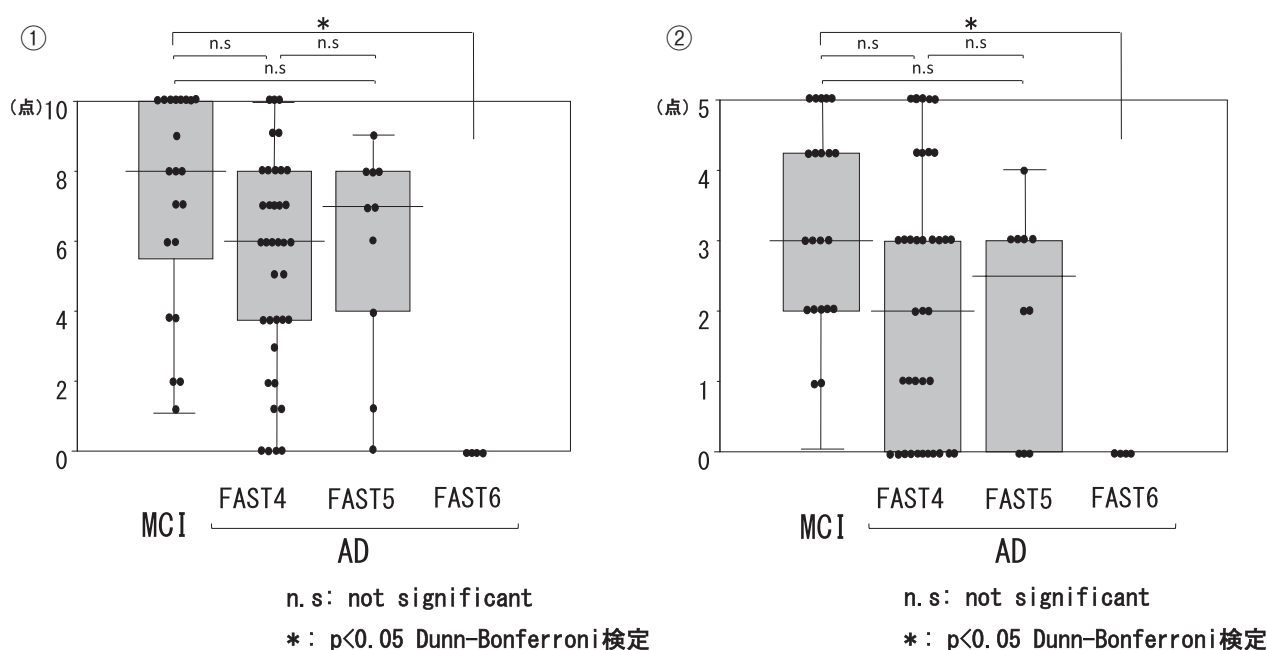 ①
*
n.s
n.s
n.s
(点)
10
8
6
4
2
0
FAST4
FAST5
FAST6
MCI
AD
n.s: not significant
*: p<0.05 Dunn-Bonferroni検定
②
*
n.s
n.s
n.s
(点)
5
4
3
2
1
0
FAST4
FAST5
FAST6
MCI
AD
n.s: not significant
*: p<0.05 Dunn-Bonferroni検定